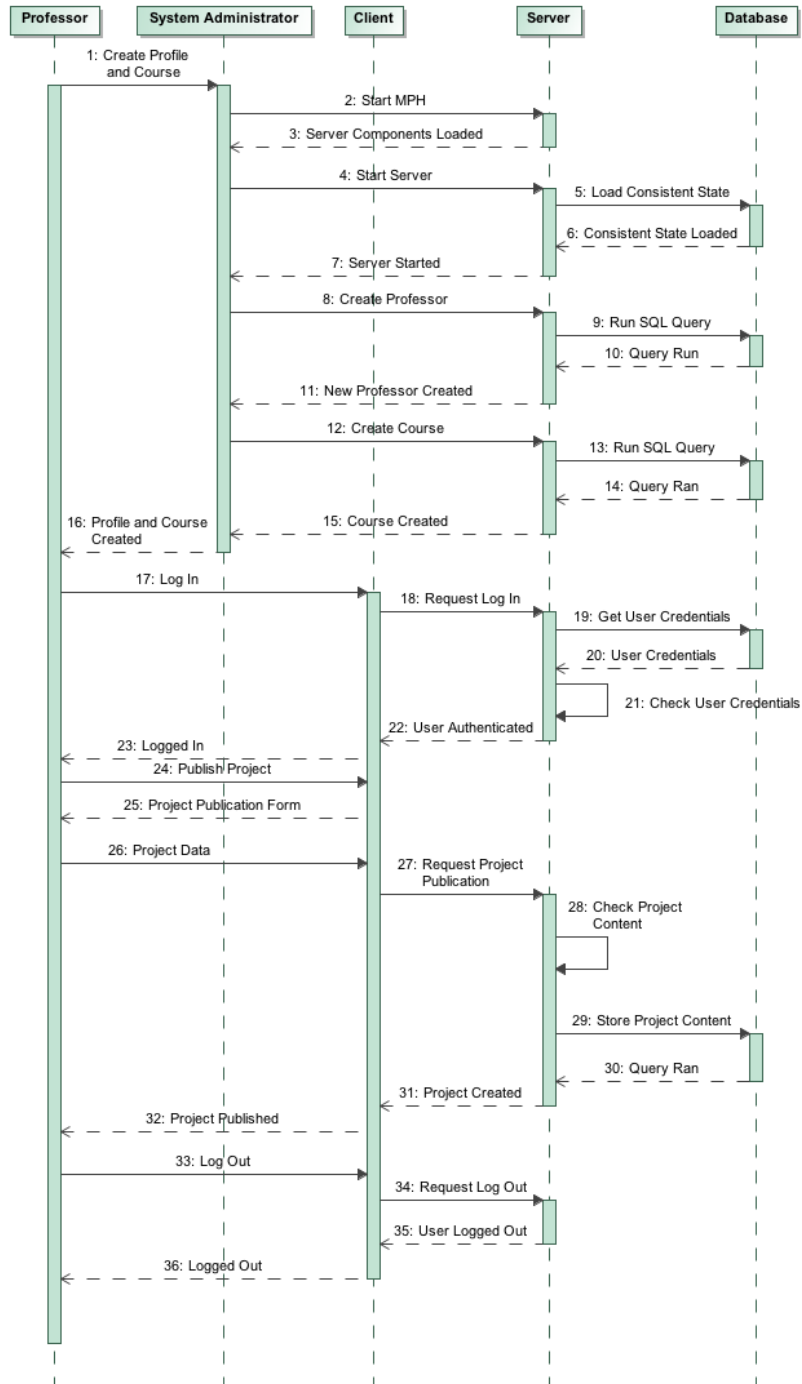 Professor
System Administrator
Client
Server
Database
1: Create Profile
and Course
2: Start MPH
3: Server Components Loaded
4: Start Server
5: Load Consistent State
6: Consistent State Loaded
7: Server Started
8: Create Professor
9: Run SQL Query
10: Query Run
11: New Professor Created
12: Create Course
13: Run SQL Query
14: Query Ran
15: Course Created
16: Profile and Course
Created
17: Log In
18: Request Log In
19: Get User Credentials
20: User Credentials
21: Check User Credentials
22: User Authenticated
23: Logged In
24: Publish Project
25: Project Publication Form
26: Project Data
27: Request Project
Publication
28: Check Project
Content
29: Store Project Content
30: Query Ran
31: Project Created
32: Project Published
33: Log Out
34: Request Log Out
35: User Logged Out
36: Logged Out